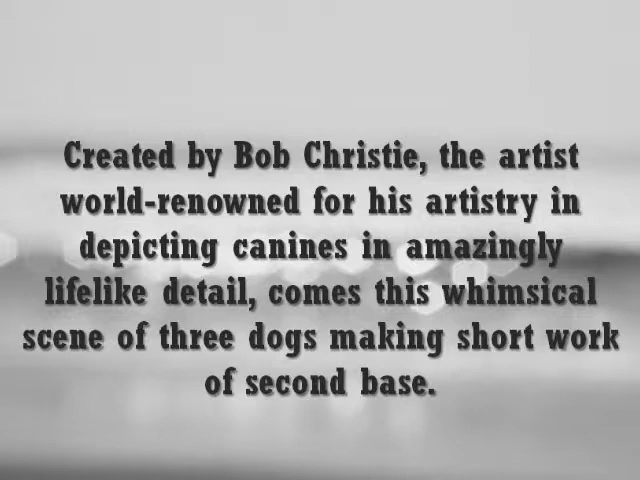 Created by Bob Christie, the artist
world-renowned for his artistry in
depicting canines in amazingly
lifelike detail, comes this whimsical
scene of three dogs making short work
of second base.